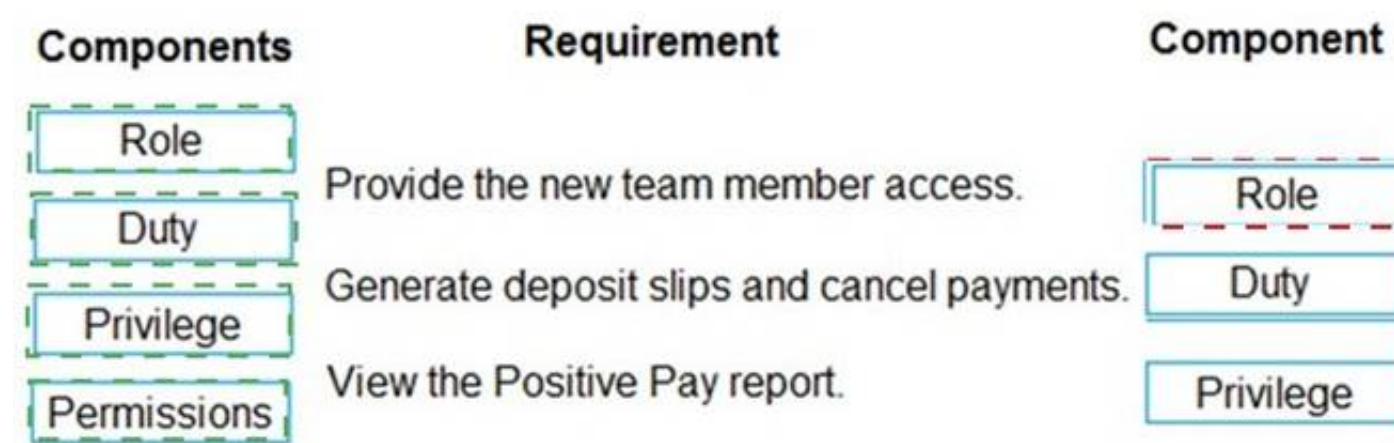 Components Requirement Component
Role
Provide the new team member access. Role
Duty
Generate deposit slips and cancel payments. Duty
Privilege
View the Positive Pay report. Privilege
Permissions